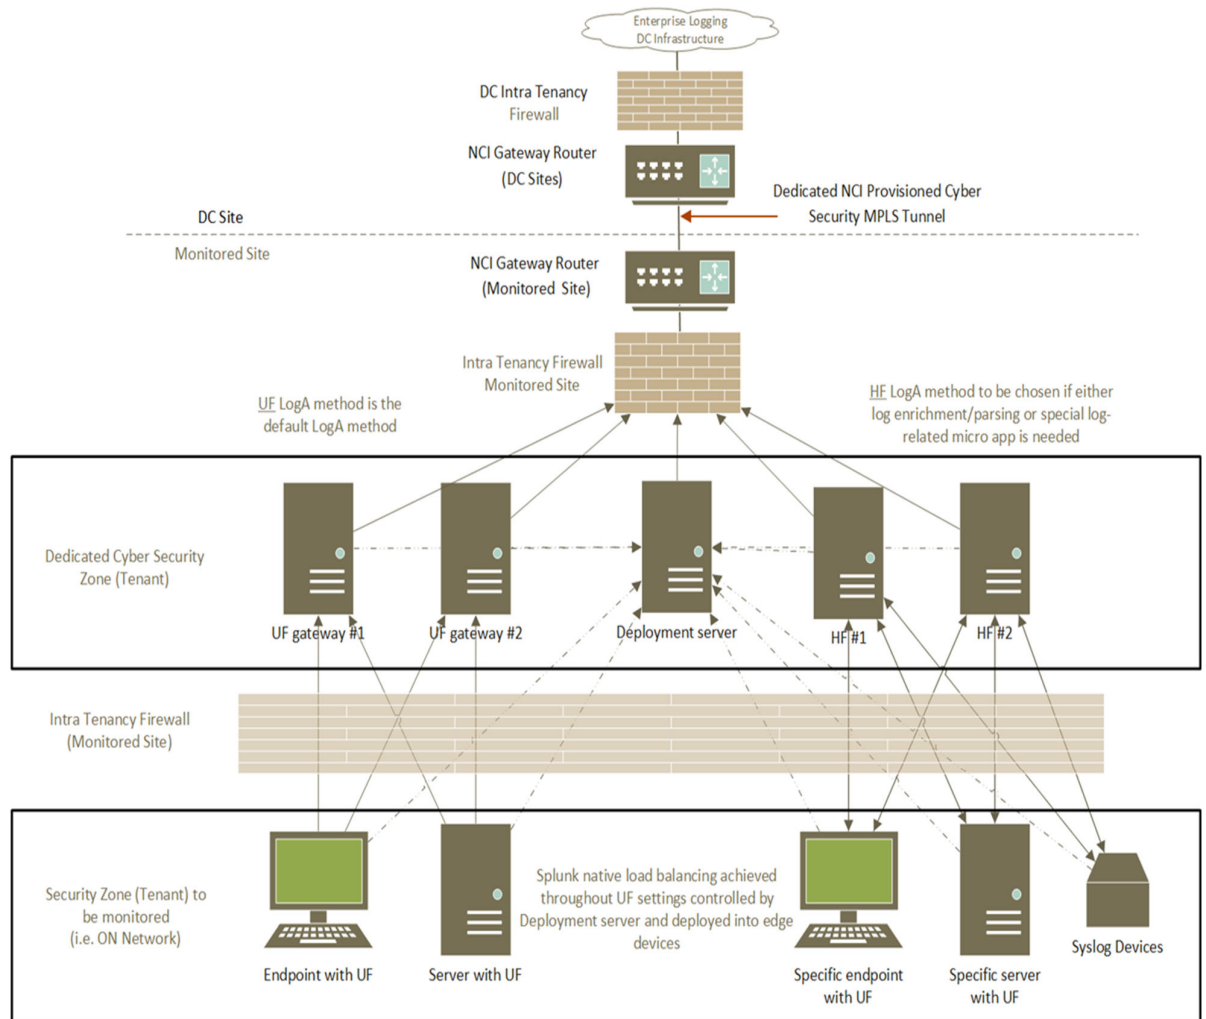 Enterprise Logging
DC Infrastructure
DC Intra Tenancy
Firewall
NCI Gateway Router
(DC Sites)
Dedicated NCI Provisioned Cyber
Security MPLS Tunnel
DC Site
Monitored Site
NCI Gateway Router
(Monitored Site)
Intra Tenancy Firewall
Monitored Site
UF LogA method is the
default LogA method
HF LogA method to be chosen if either
log enrichment/parsing or special log-
related micro app is needed
Dedicated Cyber Security
Zone (Tenant)
UF gateway #1
UF gateway #2
Deployment server
HF #1
HF #2
Intra Tenancy Firewall
(Monitored Site)
Security Zone (Tenant) to
be monitored
(i.e. ON Network)
Splunk native load balancing achieved
throughout UF settings controlled by
Deployment server and deployed into edge
devices
Endpoint with UF
Server with UF
Specific endpoint
with UF
Specific server
with UF
Syslog Devices